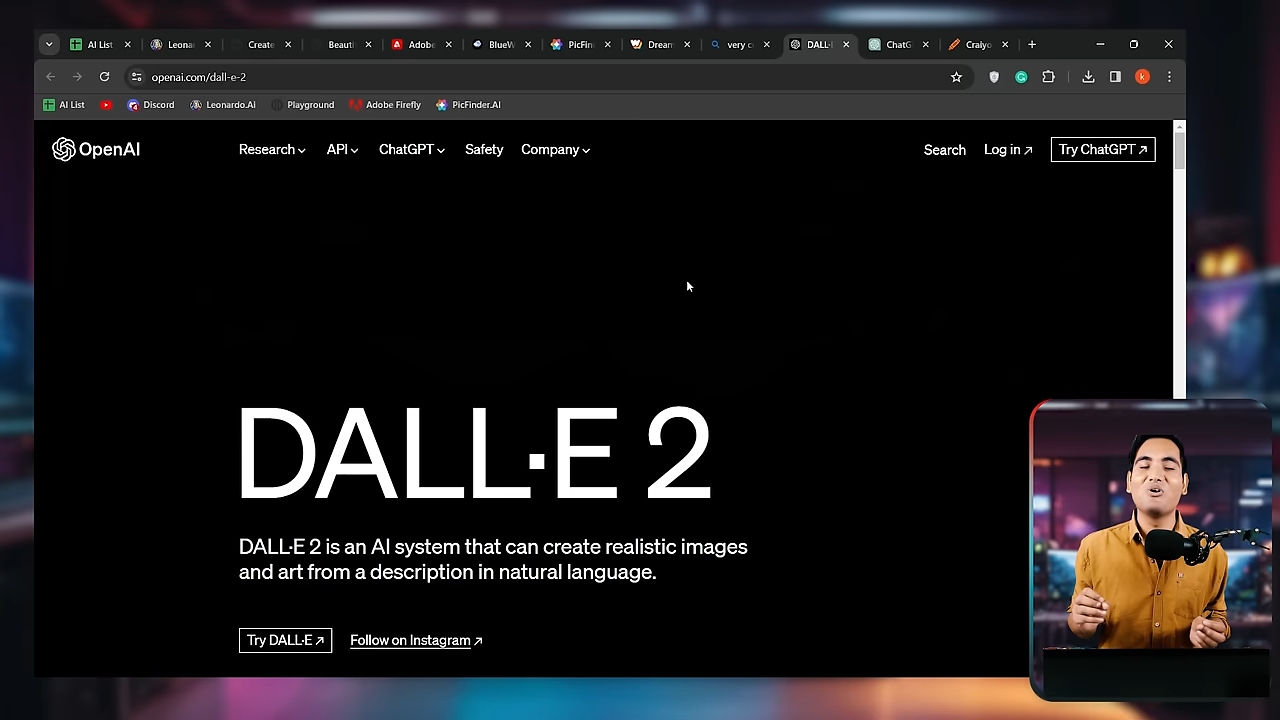 AI List
Leona
Create
Beauti
Adobe
BlueW
PicFin
Dream
very c
DALL·
ChatG
Craiyo
openai.com/dall-e-2
k
AI List
Discord
Leonardo.Ai
Playground
Adobe Firefly
PicFinder.AI
OpenAI
Research
API
ChatGPT
Safety
Company
Search
Log in
Try ChatGPT
DALL·E 2
DALL·E 2 is an AI system that can create realistic images
and art from a description in natural language.
Try DALL·E
Follow on Instagram